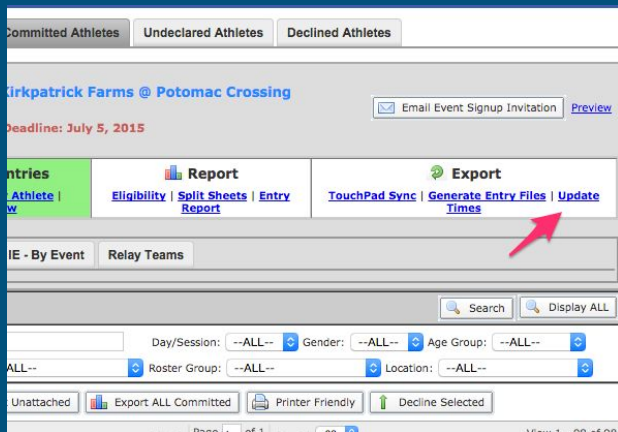 Committed Athletes Undeclared Athletes Declined Athletes
Kirkpatrick Farms @ Potomac Crossing
Email Event Signup Invitation Preview
Deadline: July 5, 2015
ntries Report Export
Athlete | Eligibility | Split Sheets | Entry TouchPad Sync | Generate Entry Files | Update
w Report Times
IE - By Event Relay Teams
Search Display ALL
Day/Session: --ALL-- Gender: --ALL-- Age Group: --ALL--
ALL-- Roster Group: --ALL-- Location: --ALL--
Unattached Export ALL Committed Printer Friendly Decline Selected
Page of 1